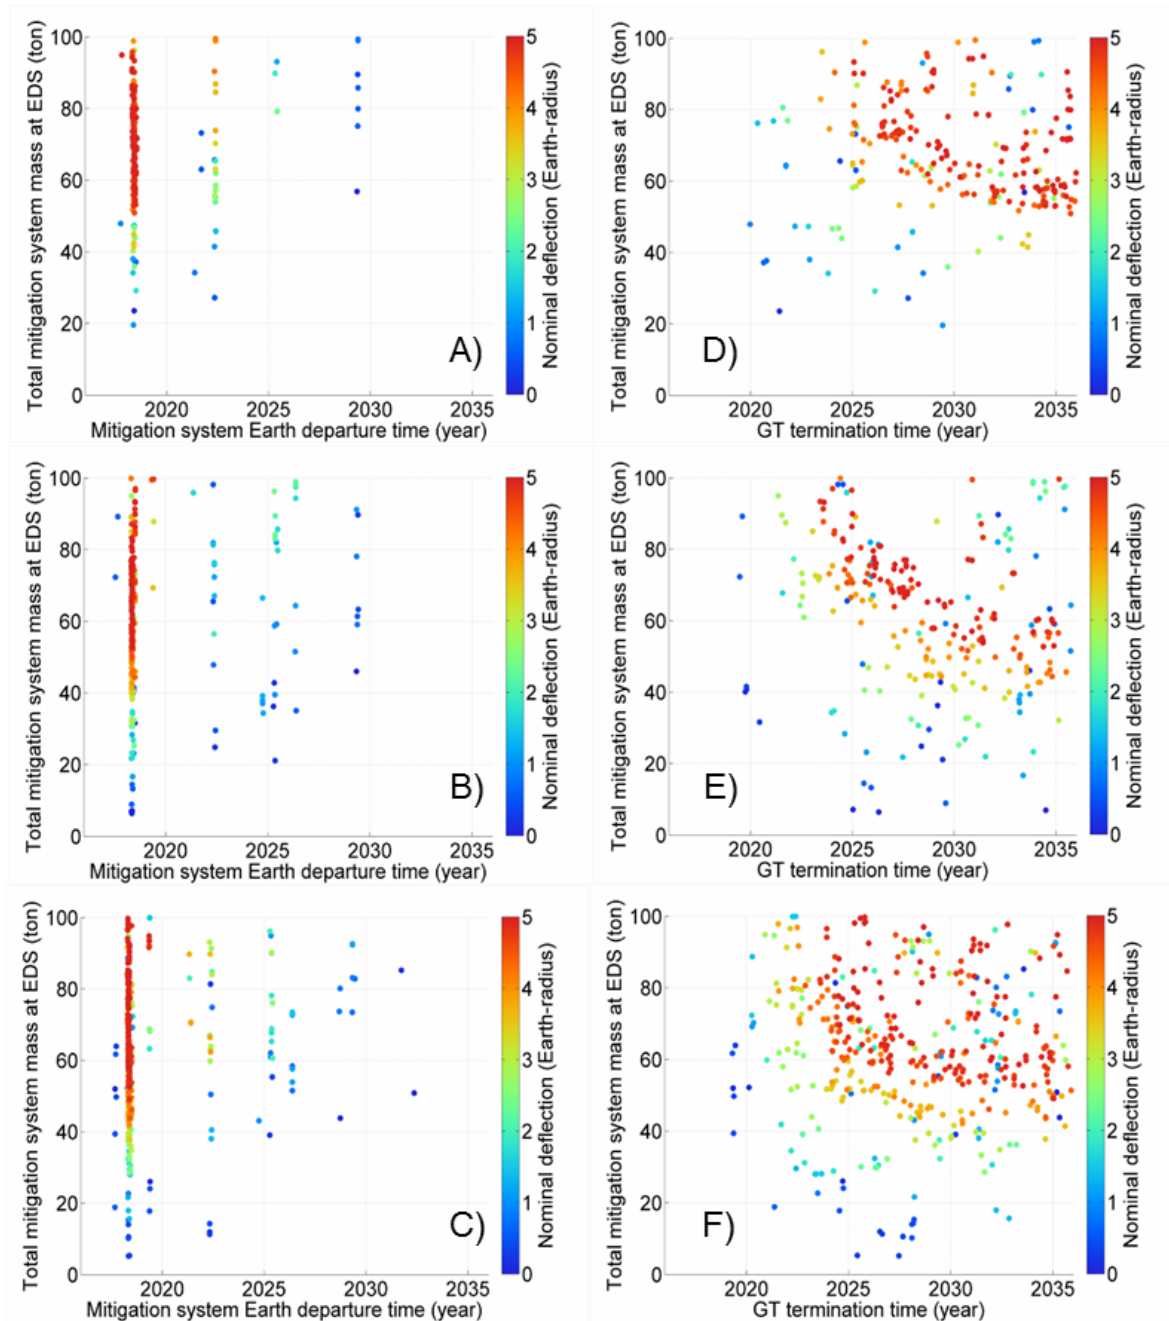 Total mitigation system mass at EDS (ton)
100
80
60
40
20
0
2020 2025 2030 2035
Mitigation system Earth departure time (year)
A)
5
4
3
2
1
0
Nominal deflection (Earth-radius)
Total mitigation system mass at EDS (ton)
100
80
60
40
20
0
2020 2025 2030 2035
GT termination time (year)
D)
5
4
3
2
1
0
Nominal deflection (Earth-radius)
Total mitigation system mass at EDS (ton)
100
80
60
40
20
0
2020 2025 2030 2035
Mitigation system Earth departure time (year)
B)
5
4
3
2
1
0
Nominal deflection (Earth-radius)
Total mitigation system mass at EDS (ton)
100
80
60
40
20
0
2020 2025 2030 2035
GT termination time (year)
E)
5
4
3
2
1
0
Nominal deflection (Earth-radius)
Total mitigation system mass at EDS (ton)
100
80
60
40
20
0
2020 2025 2030 2035
Mitigation system Earth departure time (year)
C)
5
4
3
2
1
0
Nominal deflection (Earth-radius)
Total mitigation system mass at EDS (ton)
100
80
60
40
20
0
2020 2025 2030 2035
GT termination time (year)
F)
5
4
3
2
1
0
Nominal deflection (Earth-radius)